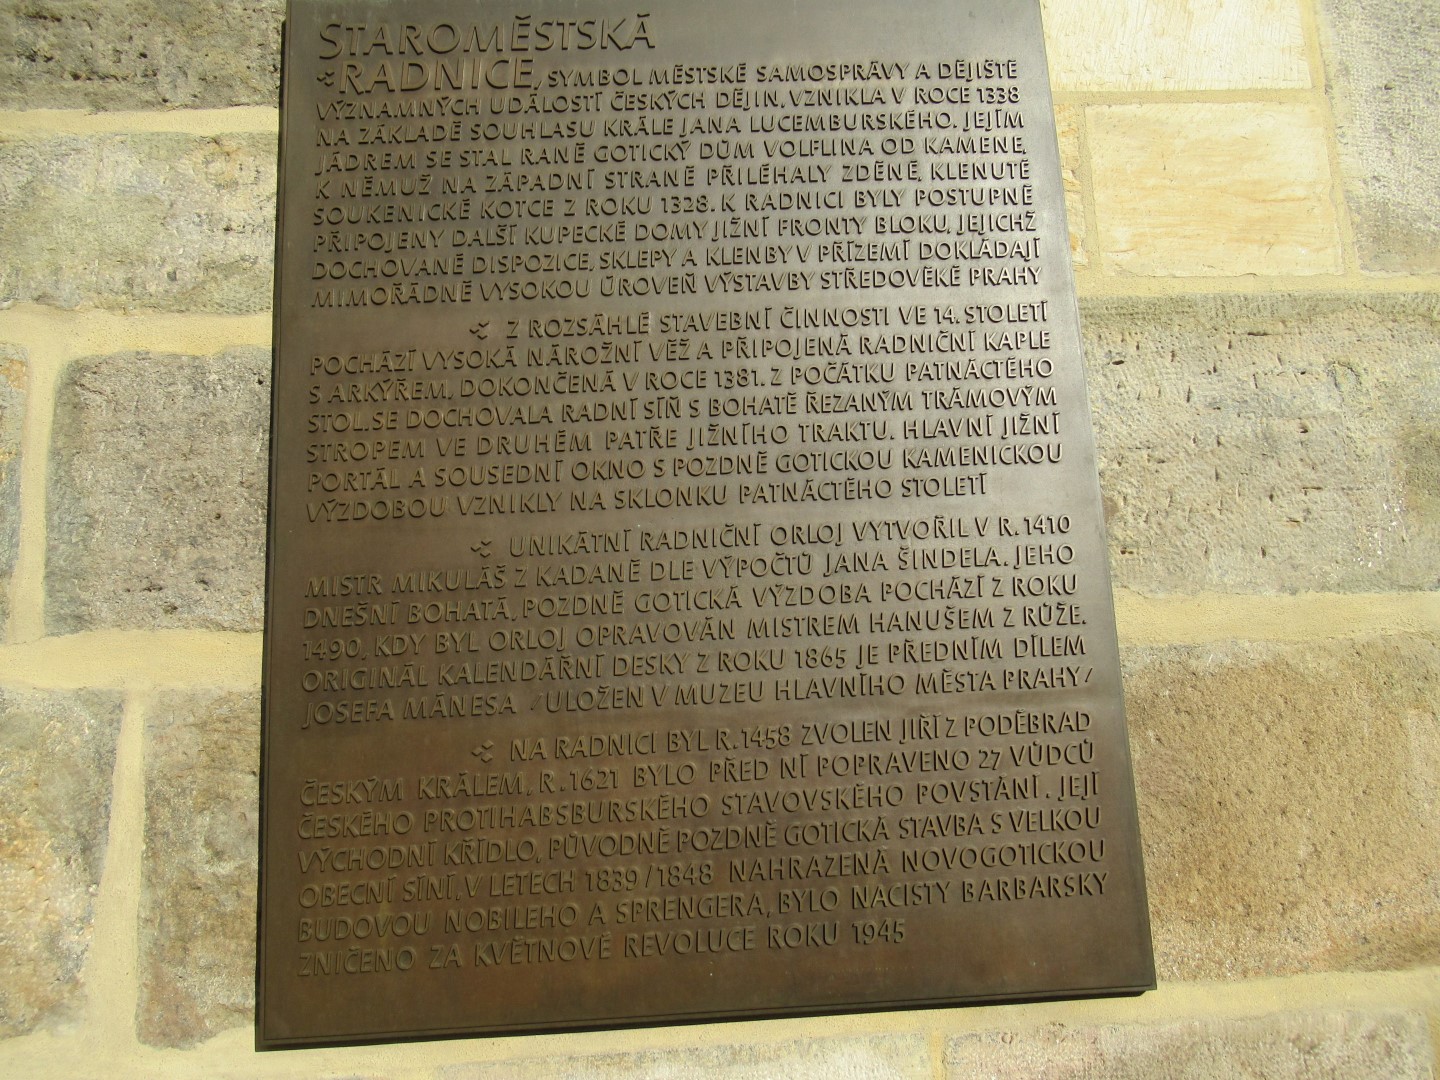 STAROMĚSTSKÁ
RADNICE, SYMBOL MĚSTSKÉ SAMOSPRÁVY A DĚJIŠTĚ
VÝZNAMNÝCH UDÁLOSTÍ ČESKÝCH DĚJIN, VZNIKLA V ROCE 1338
NA ZÁKLADĚ SOUHLASU KRÁLE JANA LUCEMBURSKÉHO. JEJÍM
JÁDREM SE STAL RANĚ GOTICKÝ DŮM VOLFLINA OD KAMENE,
K NĚMUŽ NA ZÁPADNÍ STRANĚ PŘILÉHALY ZDĚNÉ, KLENUTÉ
SOUKENICKÉ KOTCE Z ROKU 1328. K RADNICI BYLY POSTUPNĚ
PŘIPOJENY DALŠÍ KUPECKÉ DOMY JIŽNÍ FRONTY BLOKU, JEJICHŽ
DOCHOVANÉ DISPOZICE, SKLEPY A KLENBY V PŘÍZEMÍ DOKLÁDAJÍ
MIMOŘÁDNĚ VYSOKOU ÚROVEŇ VÝSTAVBY STŘEDOVĚKÉ PRAHY
Z ROZSÁHLÉ STAVEBNÍ ČINNOSTI VE 14. STOLETÍ
POCHÁZÍ VYSOKÁ NÁROŽNÍ VĚŽ A PŘIPOJENÁ RADNIČNÍ KAPLE
S ARKÝŘEM, DOKONČENÁ V ROCE 1381. Z POČÁTKU PATNÁCTÉHO
STOL. SE DOCHOVALA RADNÍ SÍŇ S BOHATĚ ŘEZANÝM TRÁMOVÝM
STROPEM VE DRUHÉM PATŘE JIŽNÍHO TRAKTU. HLAVNÍ JIŽNÍ
PORTÁL A SOUSEDNÍ OKNO S POZDNĚ GOTICKOU KAMENICKOU
VÝZDOBOU VZNIKLY NA SKLONKU PATNÁCTÉHO STOLETÍ
UNIKÁTNÍ RADNIČNÍ ORLOJ VYTVOŘIL V R. 1410
MISTR MIKULÁŠ Z KADANĚ DLE VÝPOČTŮ JANA ŠINDELA. JEHO
DNEŠNÍ BOHATÁ, POZDNĚ GOTICKÁ VÝZDOBA POCHÁZÍ Z ROKU
1490, KDY BYL ORLOJ OPRAVOVÁN MISTREM HANUŠEM Z RŮŽE.
ORIGINÁL KALENDÁŘNÍ DESKY Z ROKU 1865 JE PŘEDNÍM DÍLEM
JOSEFA MÁNESA /ULOŽEN V MUZEU HLAVNÍHO MĚSTA PRAHY/
NA RADNICI BYL R. 1458 ZVOLEN JIŘÍ Z PODĚBRAD
ČESKÝM KRÁLEM, R. 1621 BYLO PŘED NÍ POPRAVENO 27 VŮDCŮ
ČESKÉHO PROTIHABSBURSKÉHO STAVOVSKÉHO POVSTÁNÍ. JEJÍ
VÝCHODNÍ KŘÍDLO, PŮVODNĚ POZDNĚ GOTICKÁ STAVBA S VELKOU
OBECNÍ SÍNÍ, V LETECH 1839/1848 NAHRAZENÁ NOVOGOTICKOU
BUDOVOU NOBILEHO A SPRENGERA, BYLO NACISTY BARBARSKY
ZNIČENO ZA KVĚTNOVÉ REVOLUCE ROKU 1945